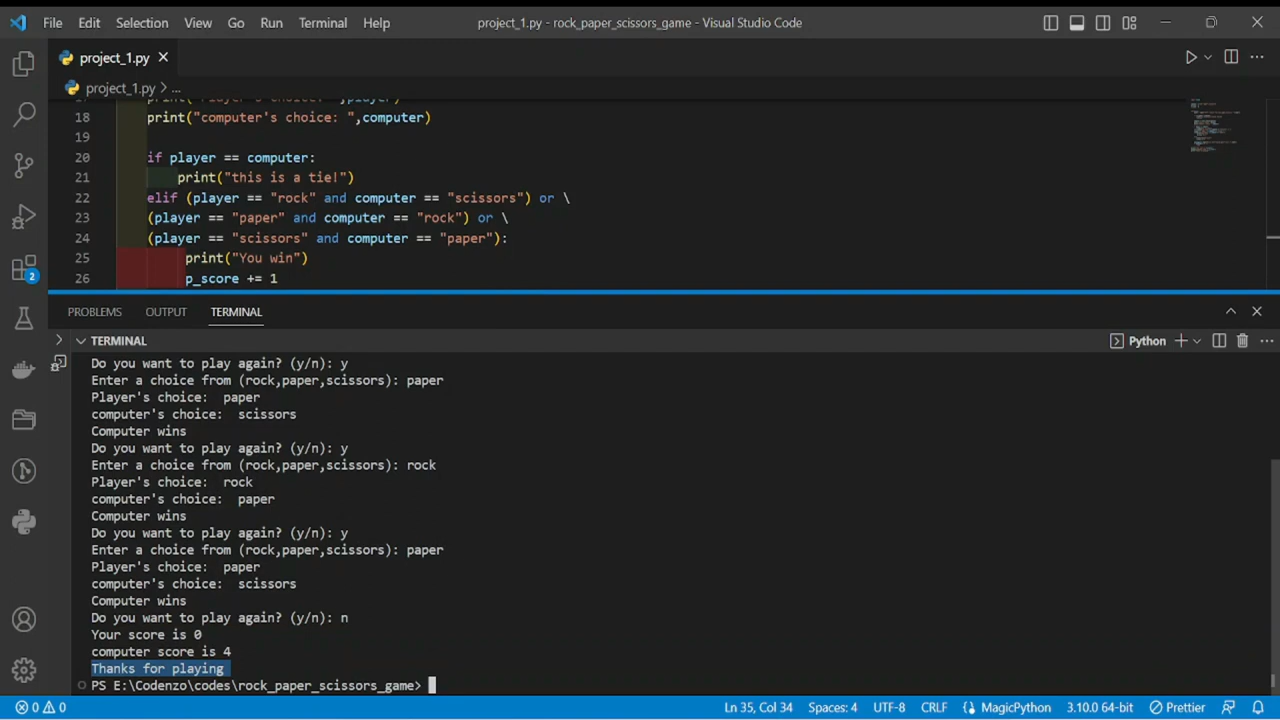 File Edit Selection View Go Run Terminal Help project_1.py - rock_paper_scissors_game - Visual Studio Code
project_1.py
project_1.py > ...
17 print("Player's choice: ",player)
18 print("computer's choice: ",computer)
19
20 if player == computer:
21 print("this is a tie!")
22 elif (player == "rock" and computer == "scissors") or \
23 (player == "paper" and computer == "rock") or \
24 (player == "scissors" and computer == "paper"):
25 print("You win")
26 p_score += 1
2
PROBLEMS OUTPUT TERMINAL
TERMINAL Python
Do you want to play again? (y/n): y
Enter a choice from (rock,paper,scissors): paper
Player's choice:  paper
computer's choice:  scissors
Computer wins
Do you want to play again? (y/n): y
Enter a choice from (rock,paper,scissors): rock
Player's choice:  rock
computer's choice:  paper
Computer wins
Do you want to play again? (y/n): y
Enter a choice from (rock,paper,scissors): paper
Player's choice:  paper
computer's choice:  scissors
Computer wins
Do you want to play again? (y/n): n
Your score is 0
computer score is 4
Thanks for playing
PS E:\Codenzo\codes\rock_paper_scissors_game>
0 0 Ln 35, Col 34 Spaces: 4 UTF-8 CRLF MagicPython 3.10.0 64-bit Prettier